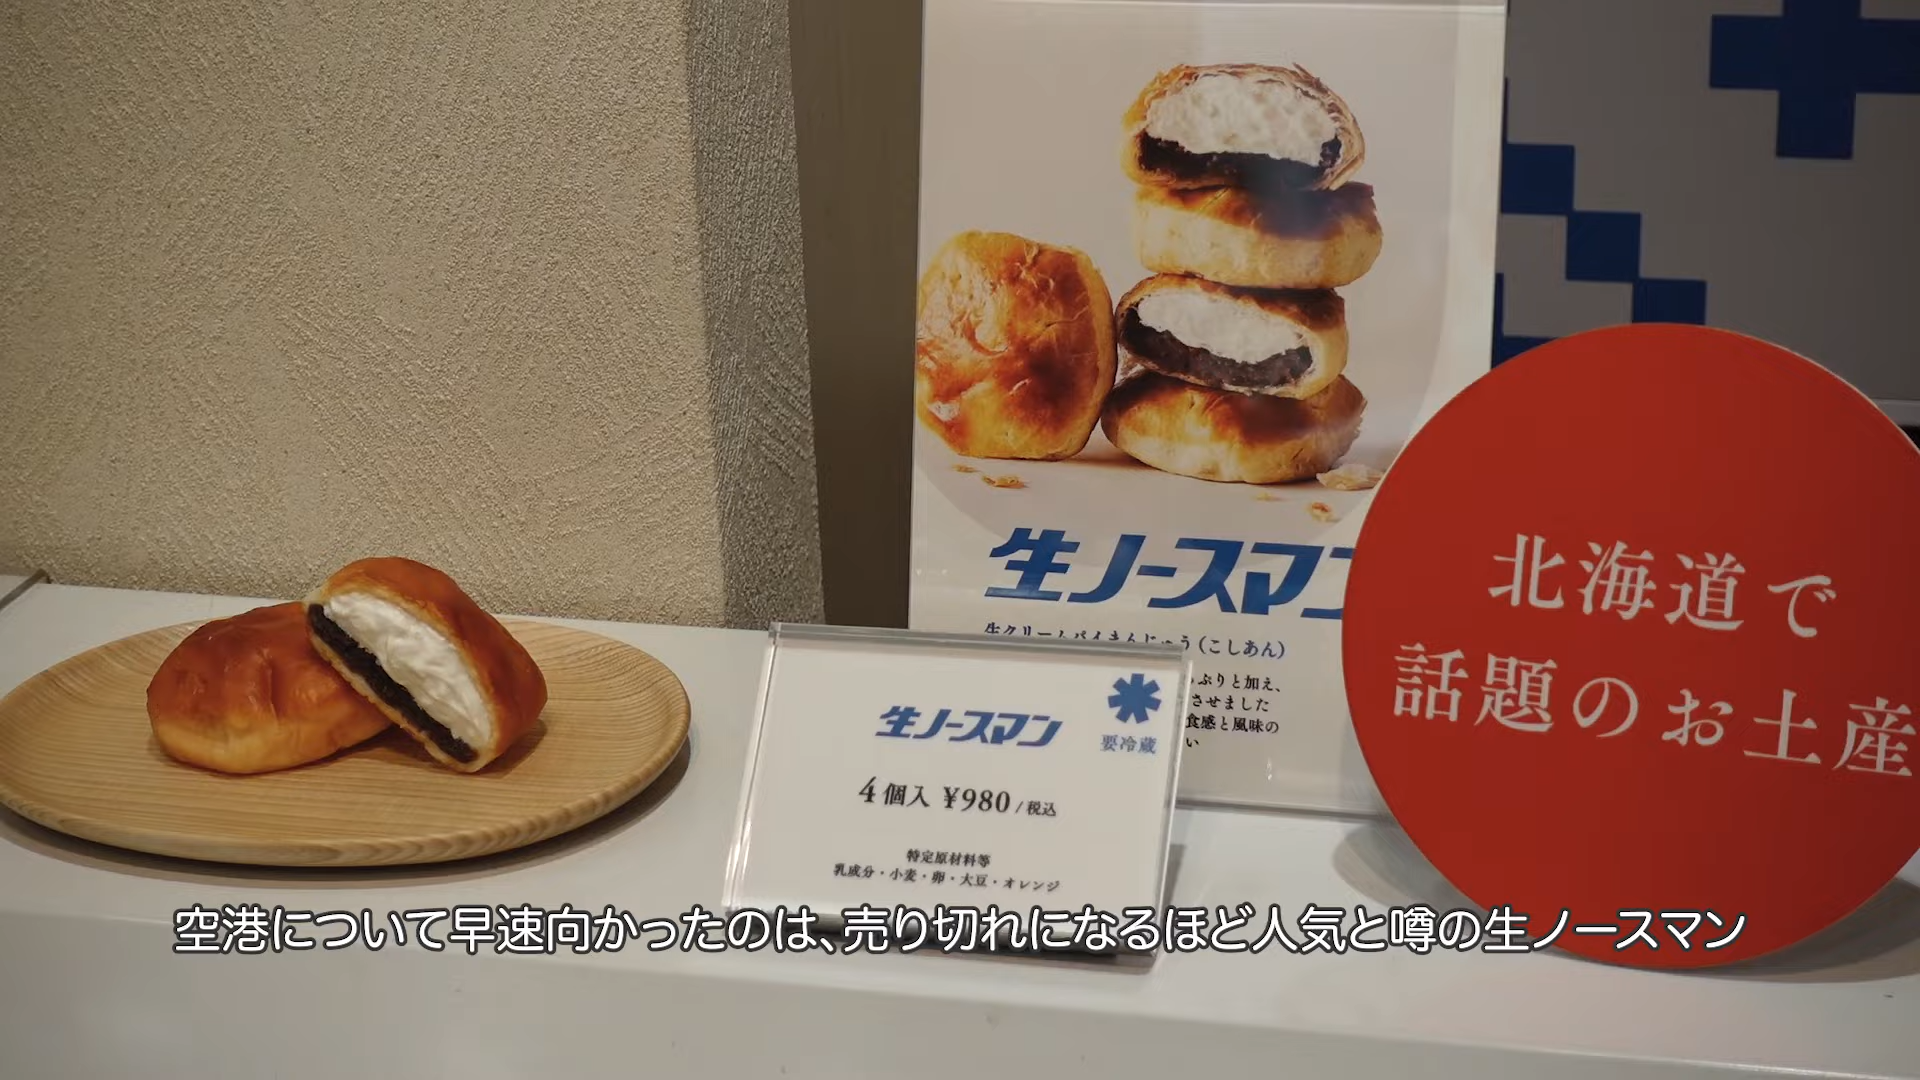 生ノースマン
生クリームパイまんじゅう(こしあん)
ぷりと加え、
させました
食感と風味の
い
北海道で
話題のお土産
生ノースマン
要冷蔵
4個入 ¥980/税込
特定原材料等
乳成分・小麦・卵・大豆・オレンジ
空港について早速向かったのは、売り切れになるほど人気と噂の生ノースマン